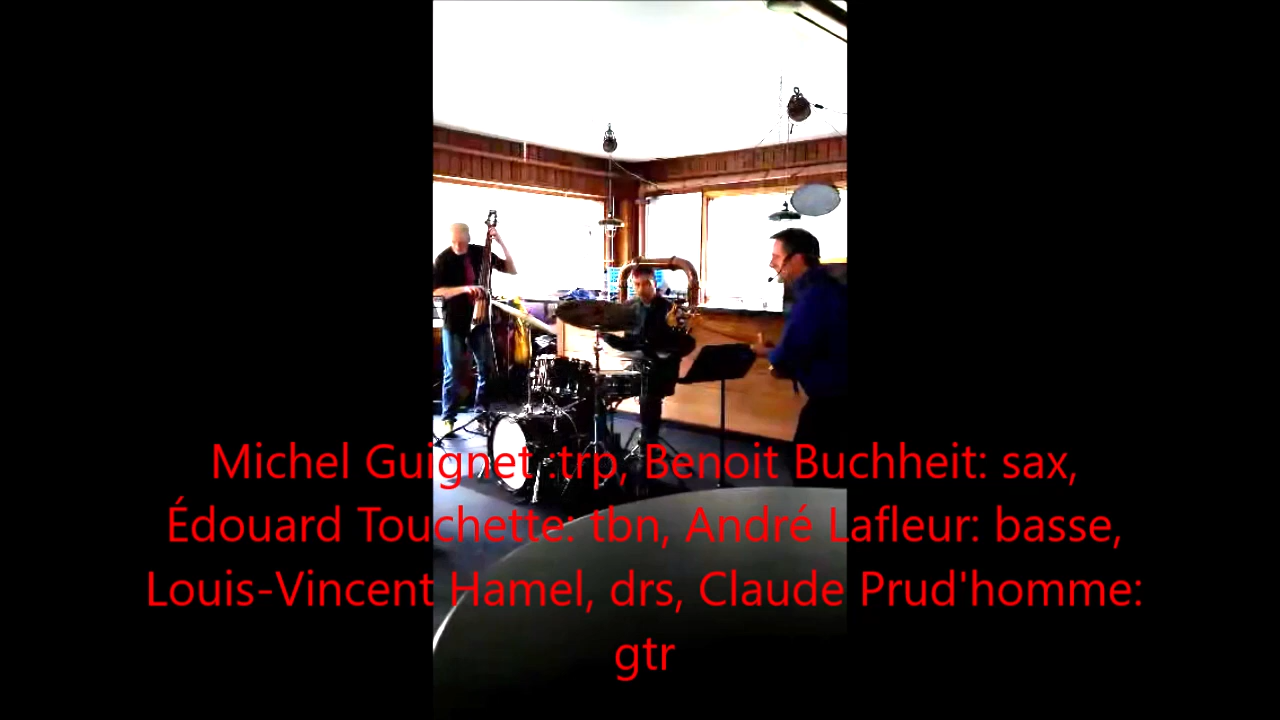 Michel Guignet :trp, Benoit Buchheit: sax,
Édouard Touchette: tbn, André Lafleur: basse,
Louis-Vincent Hamel, drs, Claude Prud'homme:
gtr